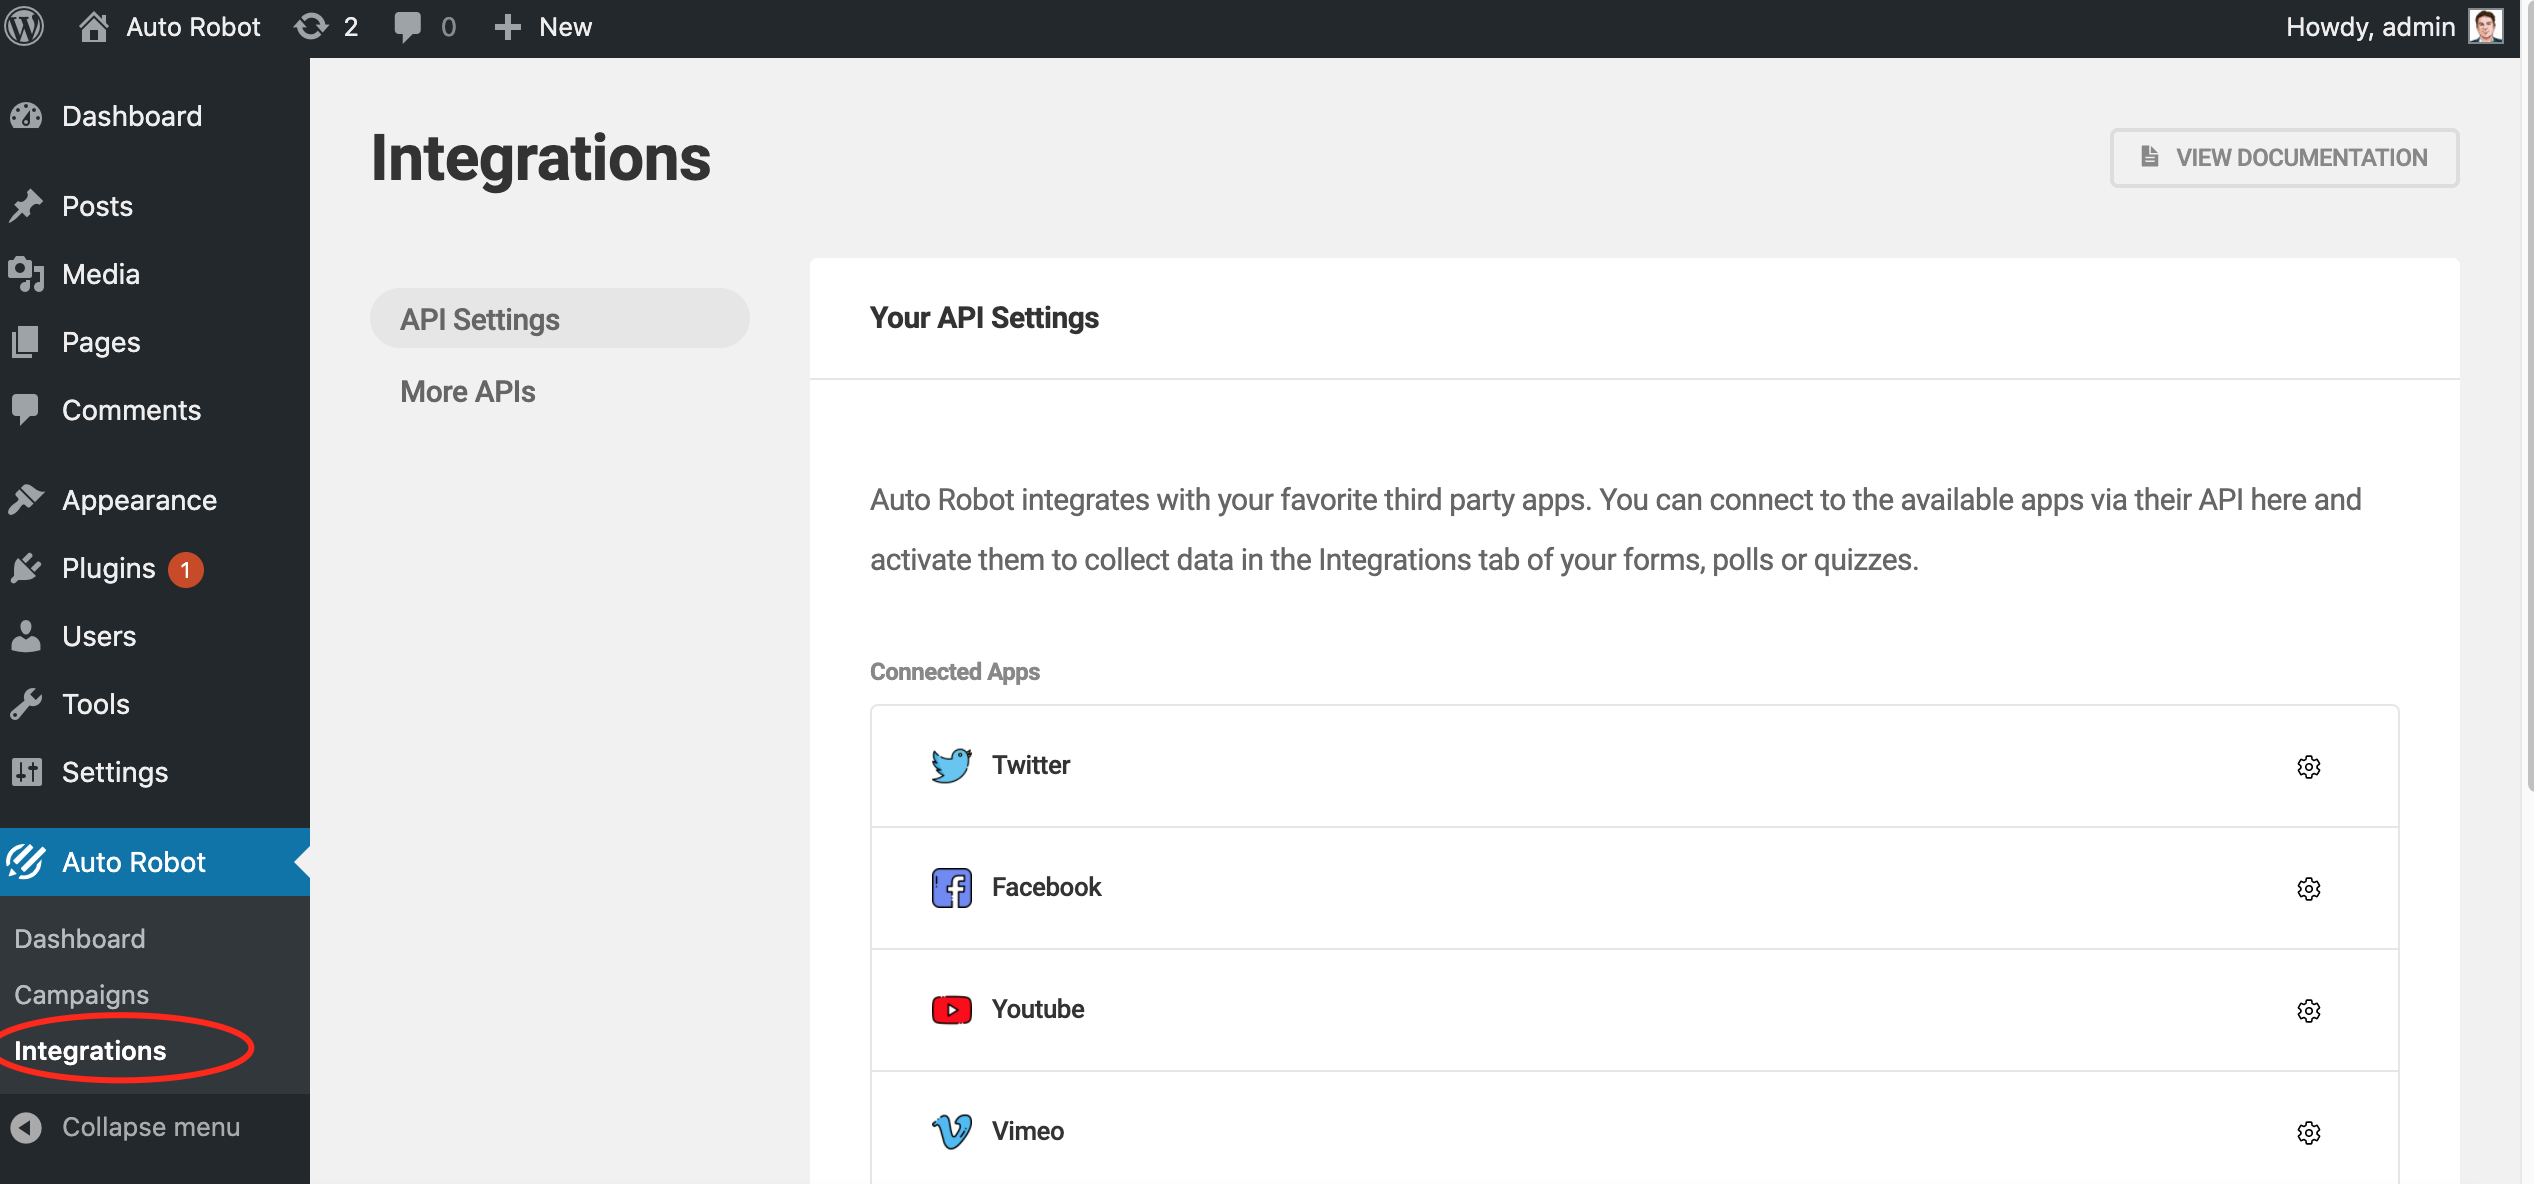 Auto Robot 2 0 New Howdy, admin
Dashboard
Posts
Media
Pages
Comments
Appearance
Plugins 1
Users
Tools
Settings
Auto Robot
Dashboard
Campaigns
Integrations
Collapse menu
Integrations
VIEW DOCUMENTATION
API Settings
More APIs
Your API Settings
Auto Robot integrates with your favorite third party apps. You can connect to the available apps via their API here and
activate them to collect data in the Integrations tab of your forms, polls or quizzes.
Connected Apps
Twitter
Facebook
Youtube
Vimeo